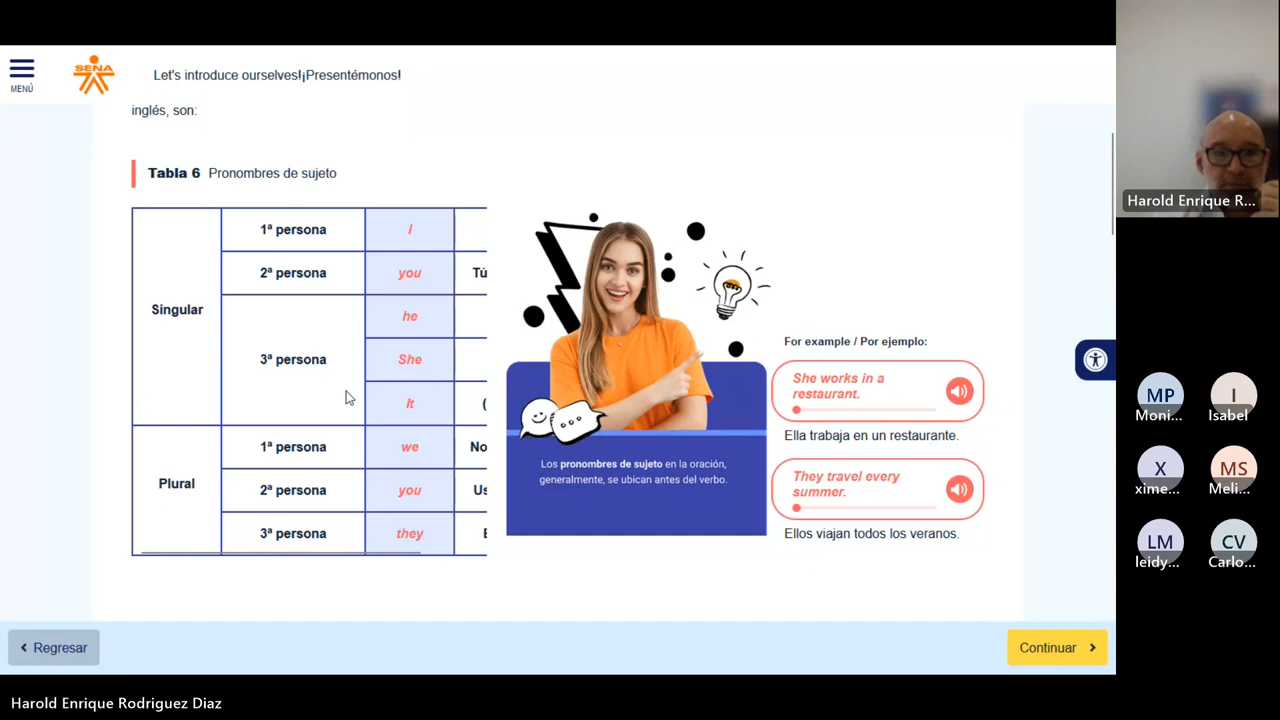 MENÚ
SENA
Let's introduce ourselves!¡Presentémonos!
inglés, son:
Tabla 6 Pronombres de sujeto
Singular
1ª persona
I
2ª persona
you
Tú
3ª persona
he
She
It
(
Plural
1ª persona
we
No
2ª persona
you
Us
3ª persona
they
E
Los pronombres de sujeto en la oración,
generalmente, se ubican antes del verbo.
For example / Por ejemplo:
She works in a
restaurant.
Ella trabaja en un restaurante.
They travel every
summer.
Ellos viajan todos los veranos.
Regresar
Continuar
Harold Enrique R...
MP
Moni...
I
Isabel
X
xime...
MS
Meli...
LM
leidy...
CV
Carlo...
Harold Enrique Rodriguez Diaz